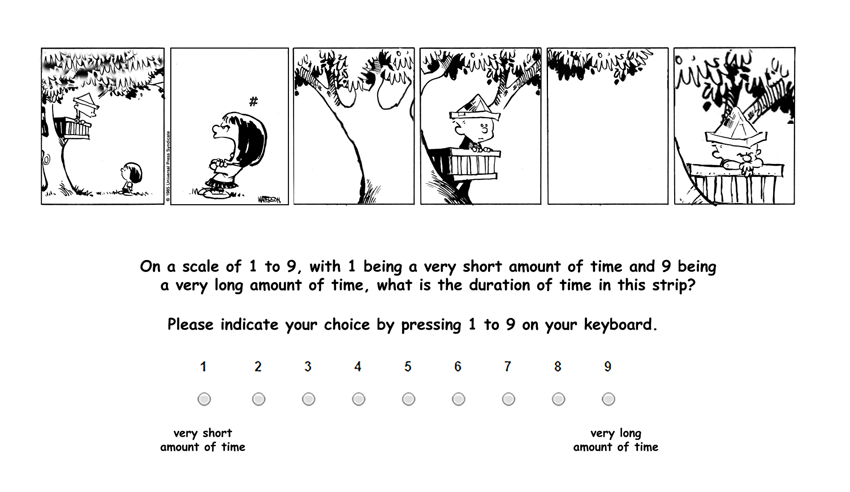 © 1985 Universal Press Syndicate
#
WATTERSON
On a scale of 1 to 9, with 1 being a very short amount of time and 9 being
a very long amount of time, what is the duration of time in this strip?
Please indicate your choice by pressing 1 to 9 on your keyboard.
1 2 3 4 5 6 7 8 9
very short
amount of time
very long
amount of time